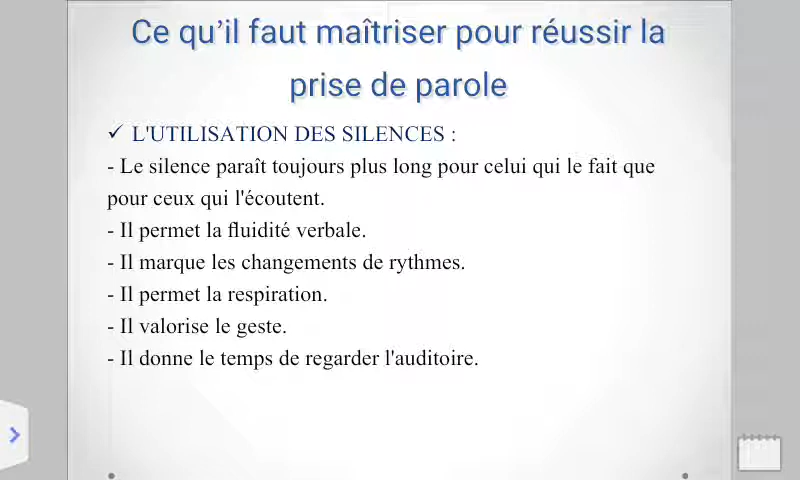 Ce qu’il faut maîtriser pour réussir la
prise de parole
✓ L'UTILISATION DES SILENCES :
- Le silence paraît toujours plus long pour celui qui le fait que
pour ceux qui l'écoutent.
- Il permet la fluidité verbale.
- Il marque les changements de rythmes.
- Il permet la respiration.
- Il valorise le geste.
- Il donne le temps de regarder l'auditoire.